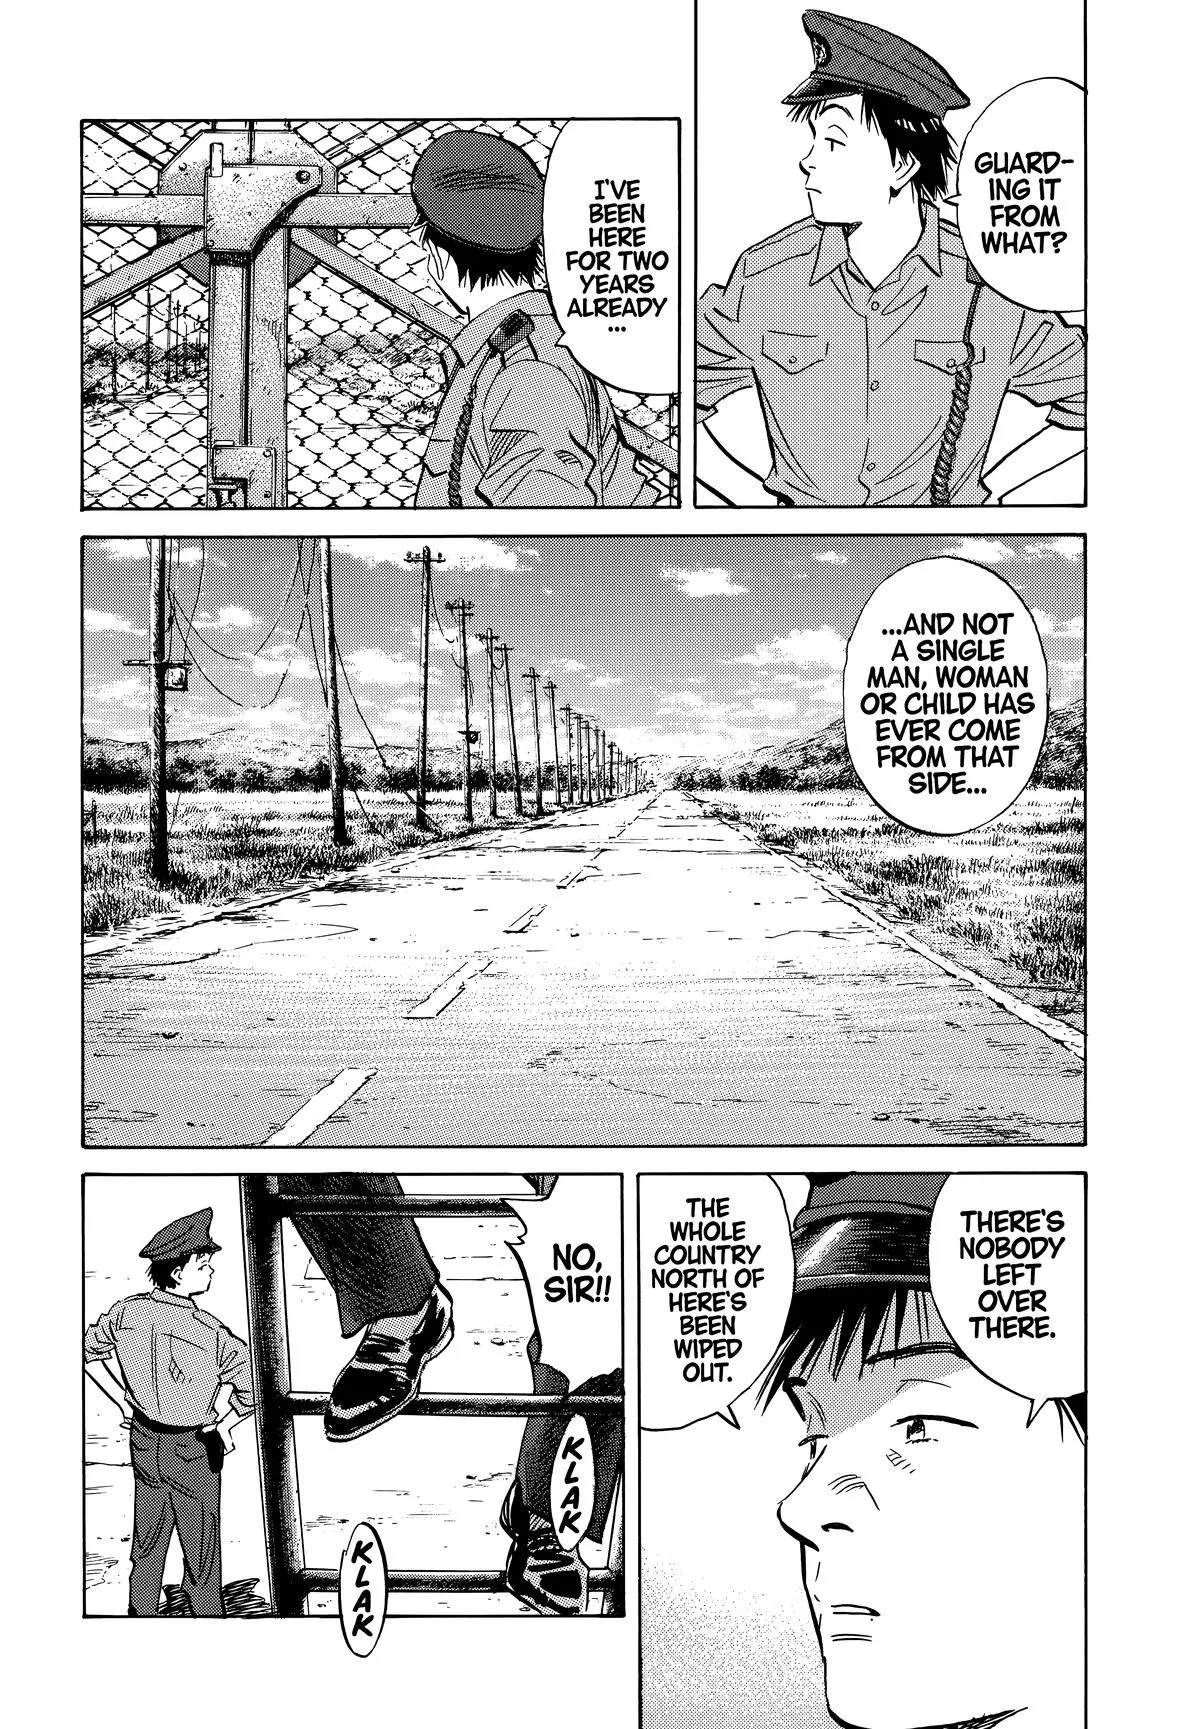 GUARD-
ING IT
FROM
WHAT?
I'VE
BEEN
HERE
FOR TWO
YEARS
ALREADY
...
...AND NOT
A SINGLE
MAN, WOMAN
OR CHILD HAS
EVER COME
FROM THAT
SIDE...
THERE'S
NOBODY
LEFT
OVER
THERE.
THE
WHOLE
COUNTRY
NORTH OF
HERE'S
BEEN
WIPED
OUT.
NO,
SIR!!
KLAK
KLAK